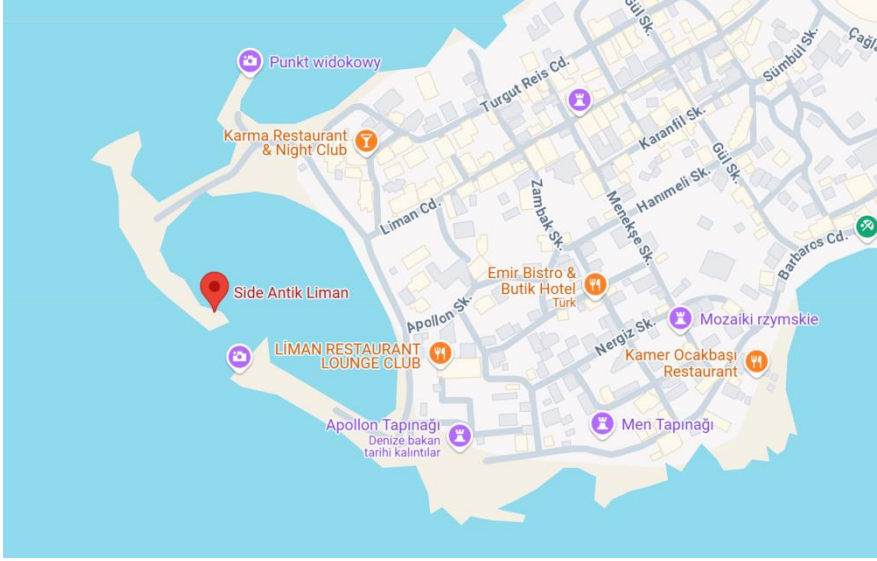 Gül Sk.
Sümbül Sk.
Punkt widokowy
Turgut Reis Cd.
Karma Restaurant
& Night Club
Karanfil Sk.
Gül Sk.
Hanımeli Sk.
Liman Cd.
Zambak Sk.
Menekşe Sk.
Barbaros Cd.
Emir Bistro &
Butik Hotel
Türk
Side Antik Liman
Apollon Sk.
Nergiz Sk.
Mozaiki rzymskie
LİMAN RESTAURANT
LOUNGE CLUB
Kamer Ocakbaşı
Restaurant
Apollon Tapınağı
Denize bakan
tarihi kalıntılar
Men Tapınağı